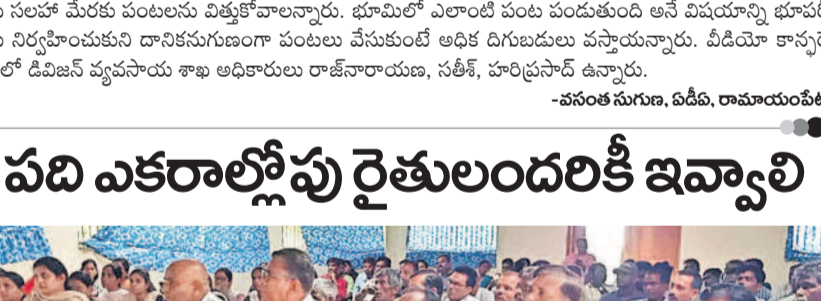 సలహా మేరకు పంటలను విత్తుకోవాలన్నారు. భూమిలో ఎలాంటి పంట పండుతుంది అనే విషయాన్ని
నిర్వహించుకుని దానికనుగుణంగా పంటలు వేసుకుంటే అధిక దిగుబడులు వస్తాయన్నారు. వీడియో
లో డివిజన్ వ్యవసాయ శాఖ అధికారులు రాజ్‌నారాయణ, సతీశ్, హరిప్రసాద్ ఉన్నారు.
-వసంత సుగుణ, ఏడీఏ, రామాయంపేట
పది ఎకరాల్లోపు రైతులందరికీ ఇవ్వాలి